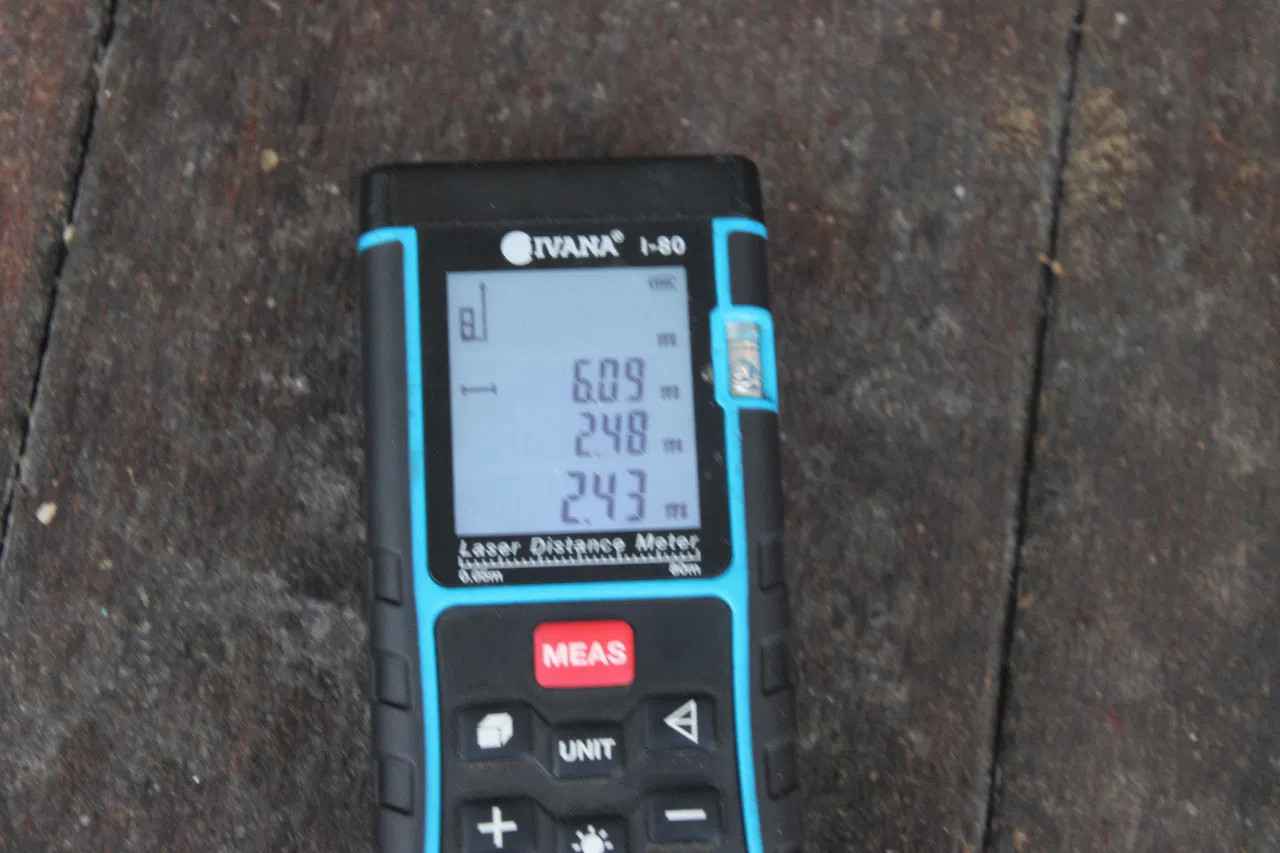 IVANA® I-80
m
6.09 m
2.48 m
2.43 m
Laser Distance Meter
0.05m 80m
MEAS
UNIT